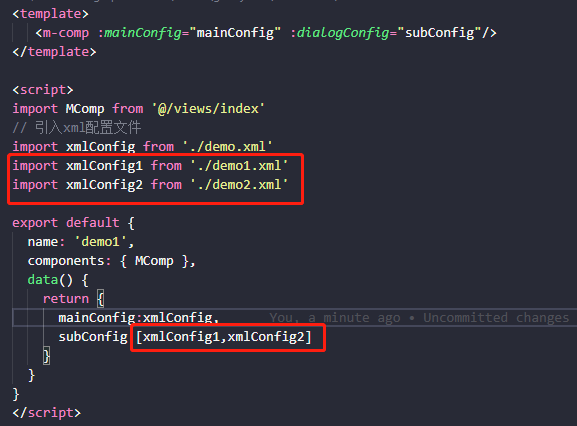 <template>
<m-comp :mainConfig="mainConfig" :dialogConfig="subConfig"/>
</template>
<script>
import MComp from '@/views/index'
// 引入xml配置文件
import xmlConfig from './demo.xml'
import xmlConfig1 from './demo1.xml'
import xmlConfig2 from './demo2.xml'
export default {
name: 'demo1',
components: { MComp },
data() {
return {
mainConfig:xmlConfig, You, a minute ago • Uncommitted changes
subConfig [xmlConfig1,xmlConfig2]
}
}
}
</script>